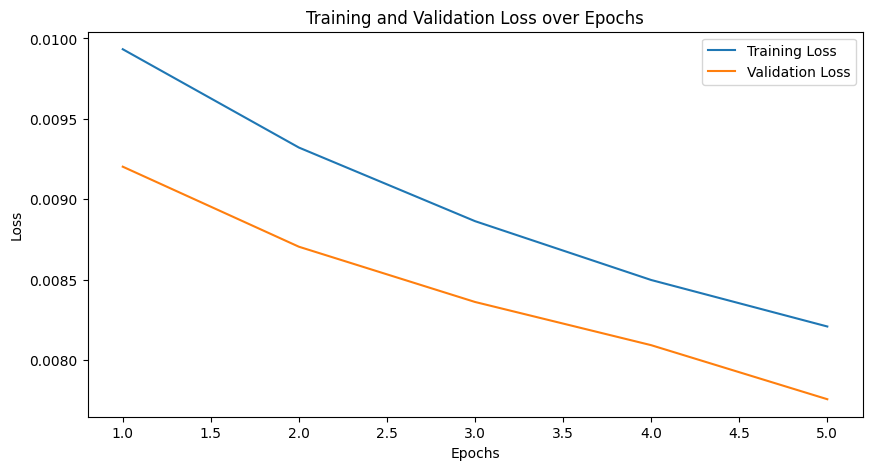 Training and Validation Loss over Epochs
0.0100
Training Loss
Validation Loss
0.0095
0.0090
Loss
0.0085
0.0080
1.0 1.5 2.0 2.5 3.0 3.5 4.0 4.5 5.0
Epochs